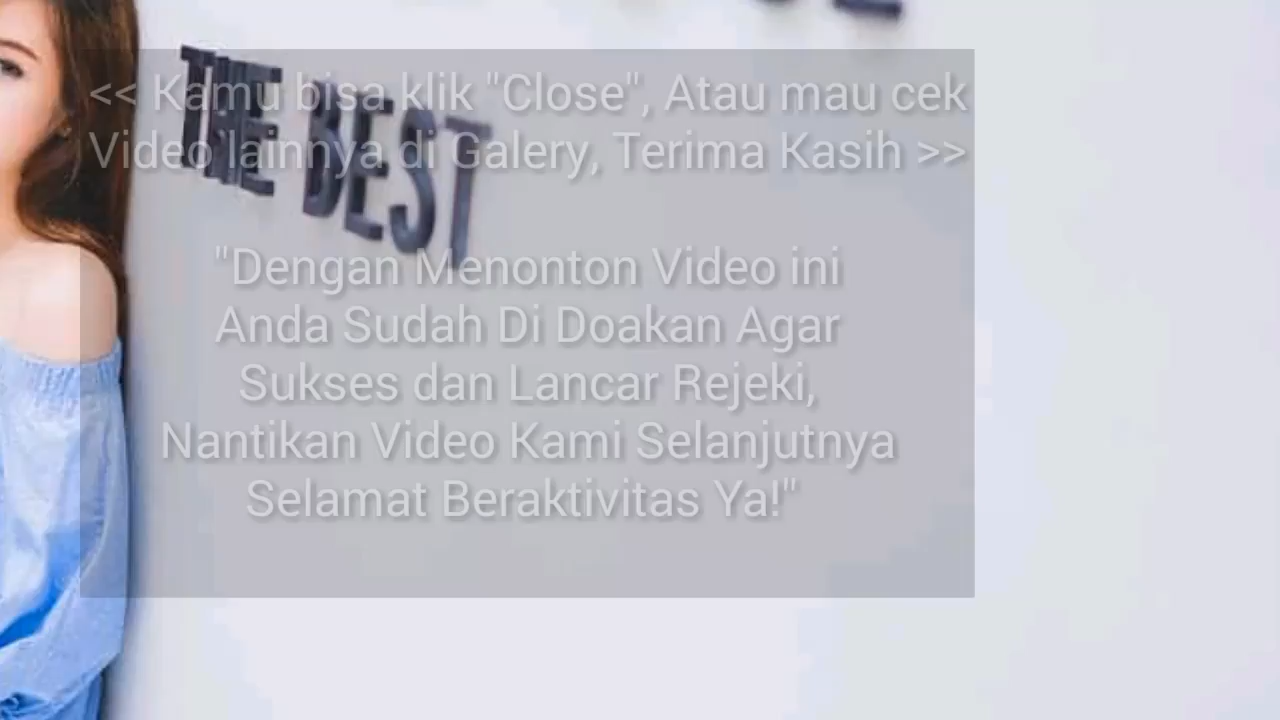 << Kamu bisa klik "Close", Atau mau cek
Video lainnya di Galery, Terima Kasih >>
THE BEST
"Dengan Menonton Video ini
Anda Sudah Di Doakan Agar
Sukses dan Lancar Rejeki,
Nantikan Video Kami Selanjutnya
Selamat Beraktivitas Ya!"